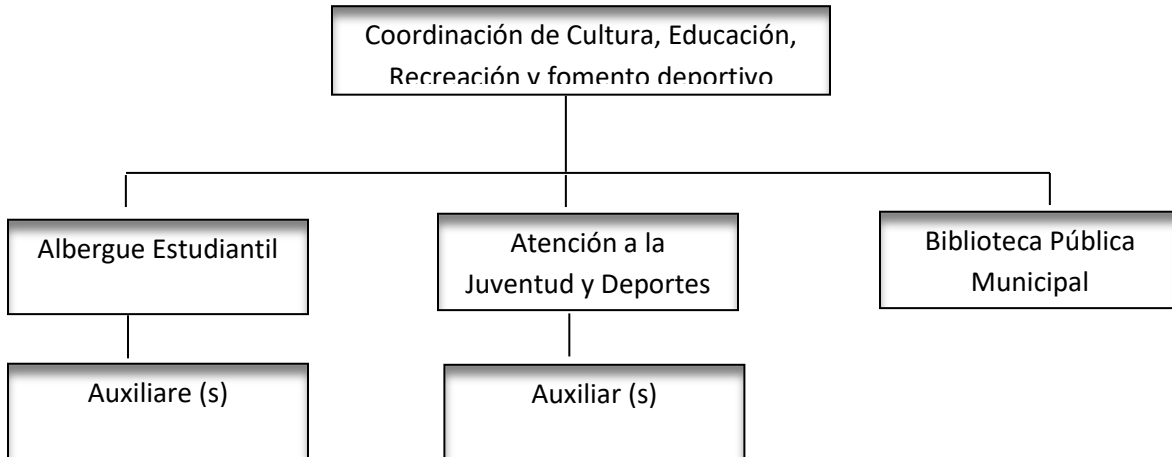 Coordinación de Cultura, Educación,
Recreación y fomento deportivo
Albergue Estudiantil
Atención a la
Juventud y Deportes
Biblioteca Pública
Municipal
Auxiliare (s)
Auxiliar (s)